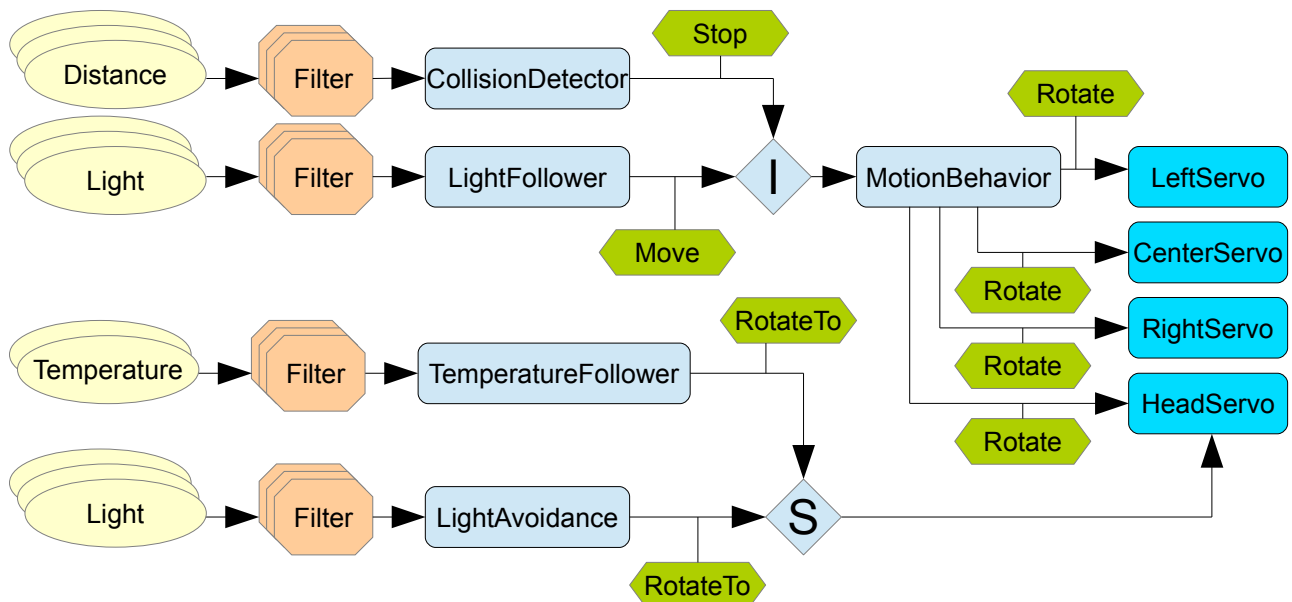 Stop
Distance
Filter
CollisionDetector
Rotate
Light
Filter
LightFollower
I
MotionBehavior
LeftServo
Move
CenterServo
Rotate
RotateTo
RightServo
Temperature
Filter
TemperatureFollower
Rotate
HeadServo
Rotate
Light
Filter
LightAvoidance
S
RotateTo